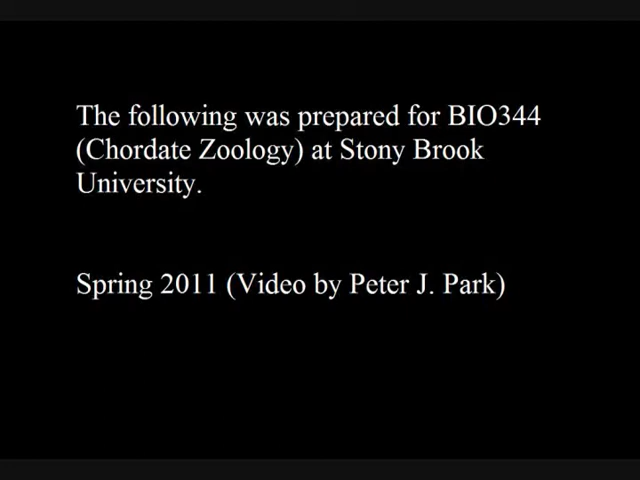 The following was prepared for BIO344
(Chordate Zoology) at Stony Brook
University.
Spring 2011 (Video by Peter J. Park)